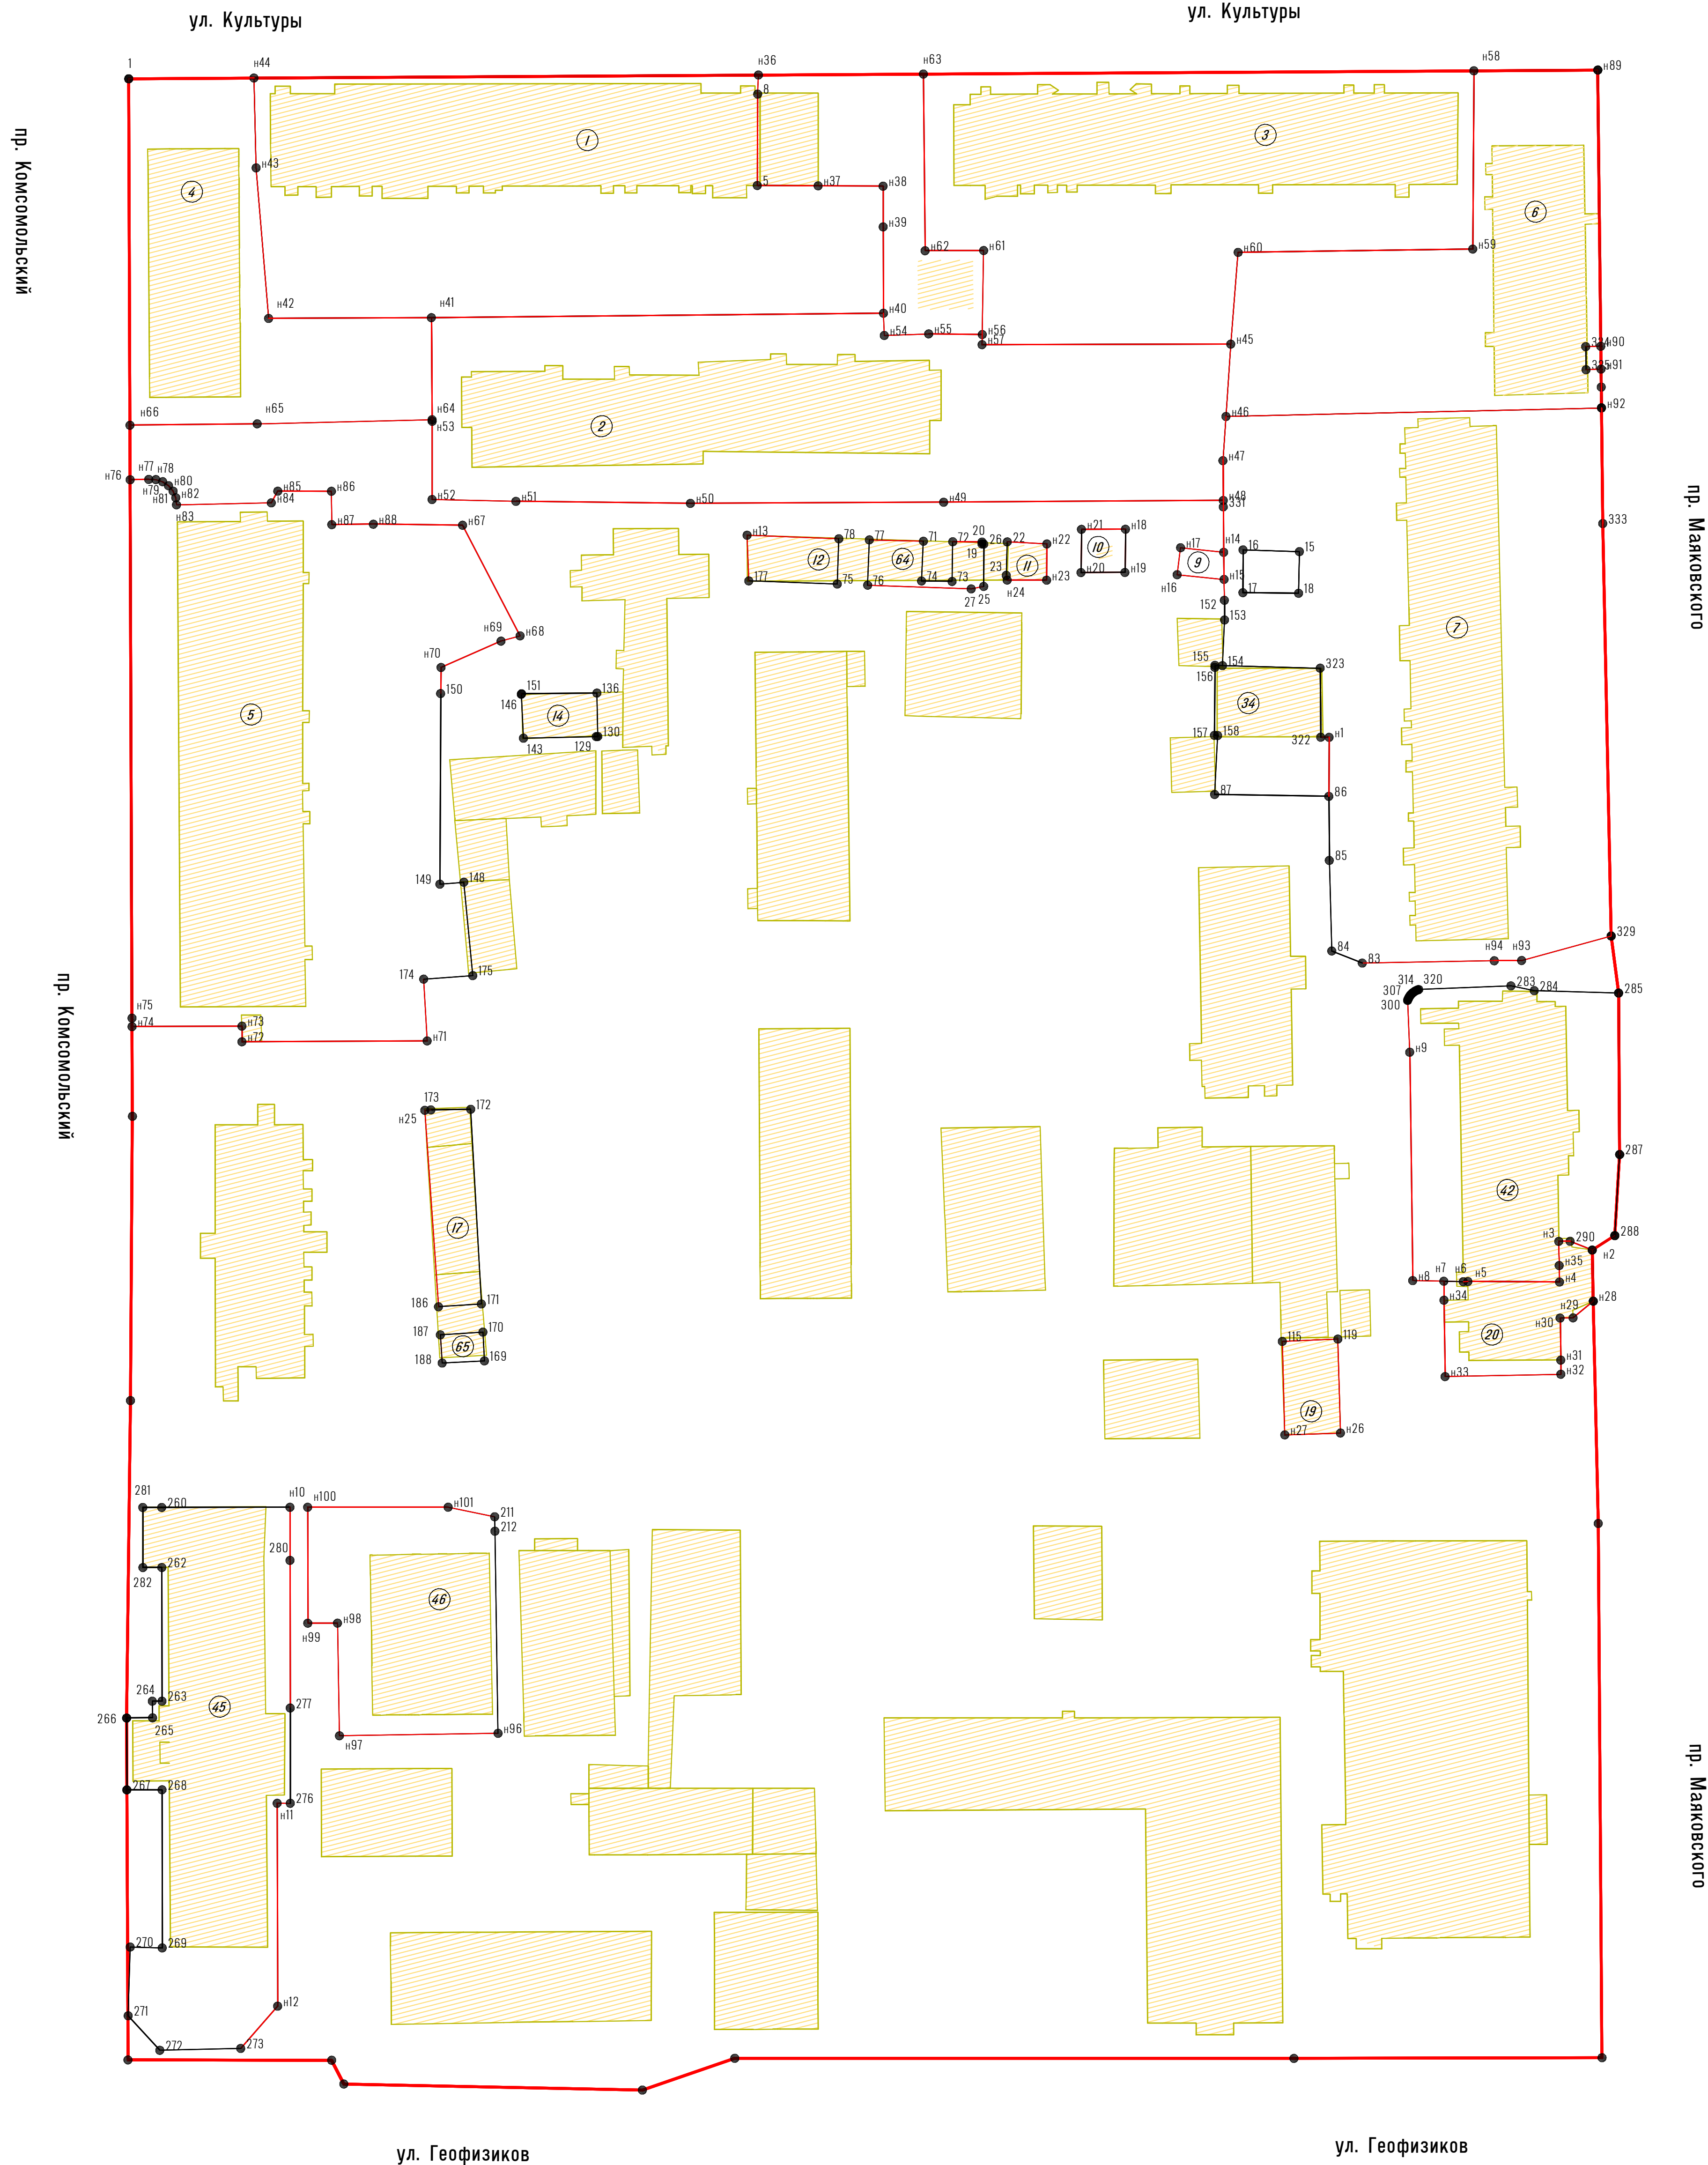 ул. Культуры
ул. Культуры
1
н44
н36
н63
н58
н89
8
1
3
пр. Комсомольский
н43
4
5
н37
н38
6
н39
н62
н61
н60
н59
н42
н41
н40
н54
н55
н56
н57
н45
324
н90
325
н91
н66
н65
н64
н53
2
н46
н92
н76
н77
н78
н79
н80
н81
н82
н83
н85
н84
н86
н52
н51
н50
н49
н47
н48
331
н87
н88
н67
333
пр. Маяковского
н13
78
77
71
72
20
19
26
22
н22
н21
н18
12
64
11
10
н17
н14
9
16
15
177
75
76
74
73
27
25
23
н24
н23
н20
н19
н16
н15
17
18
152
153
7
н69
н68
н70
155
154
156
323
150
151
136
146
5
14
34
143
129
130
157
158
322
н1
87
86
85
149
148
84
83
н94
н93
329
174
175
314
320
307
300
283
284
285
н75
н74
н73
н72
н71
н9
пр. Комсомольский
173
172
н25
287
42
17
н3
290
288
н2
н35
н8
н7
н6
н5
н4
186
171
н34
н28
н29
н30
187
170
65
188
169
115
119
20
н31
н33
н32
19
н27
н26
281
260
н10
н100
н101
211
212
280
262
282
46
н99
н98
264
263
45
277
266
265
н97
н96
267
268
276
н11
пр. Маяковского
270
269
271
н12
272
273
ул. Геофизиков
ул. Геофизиков